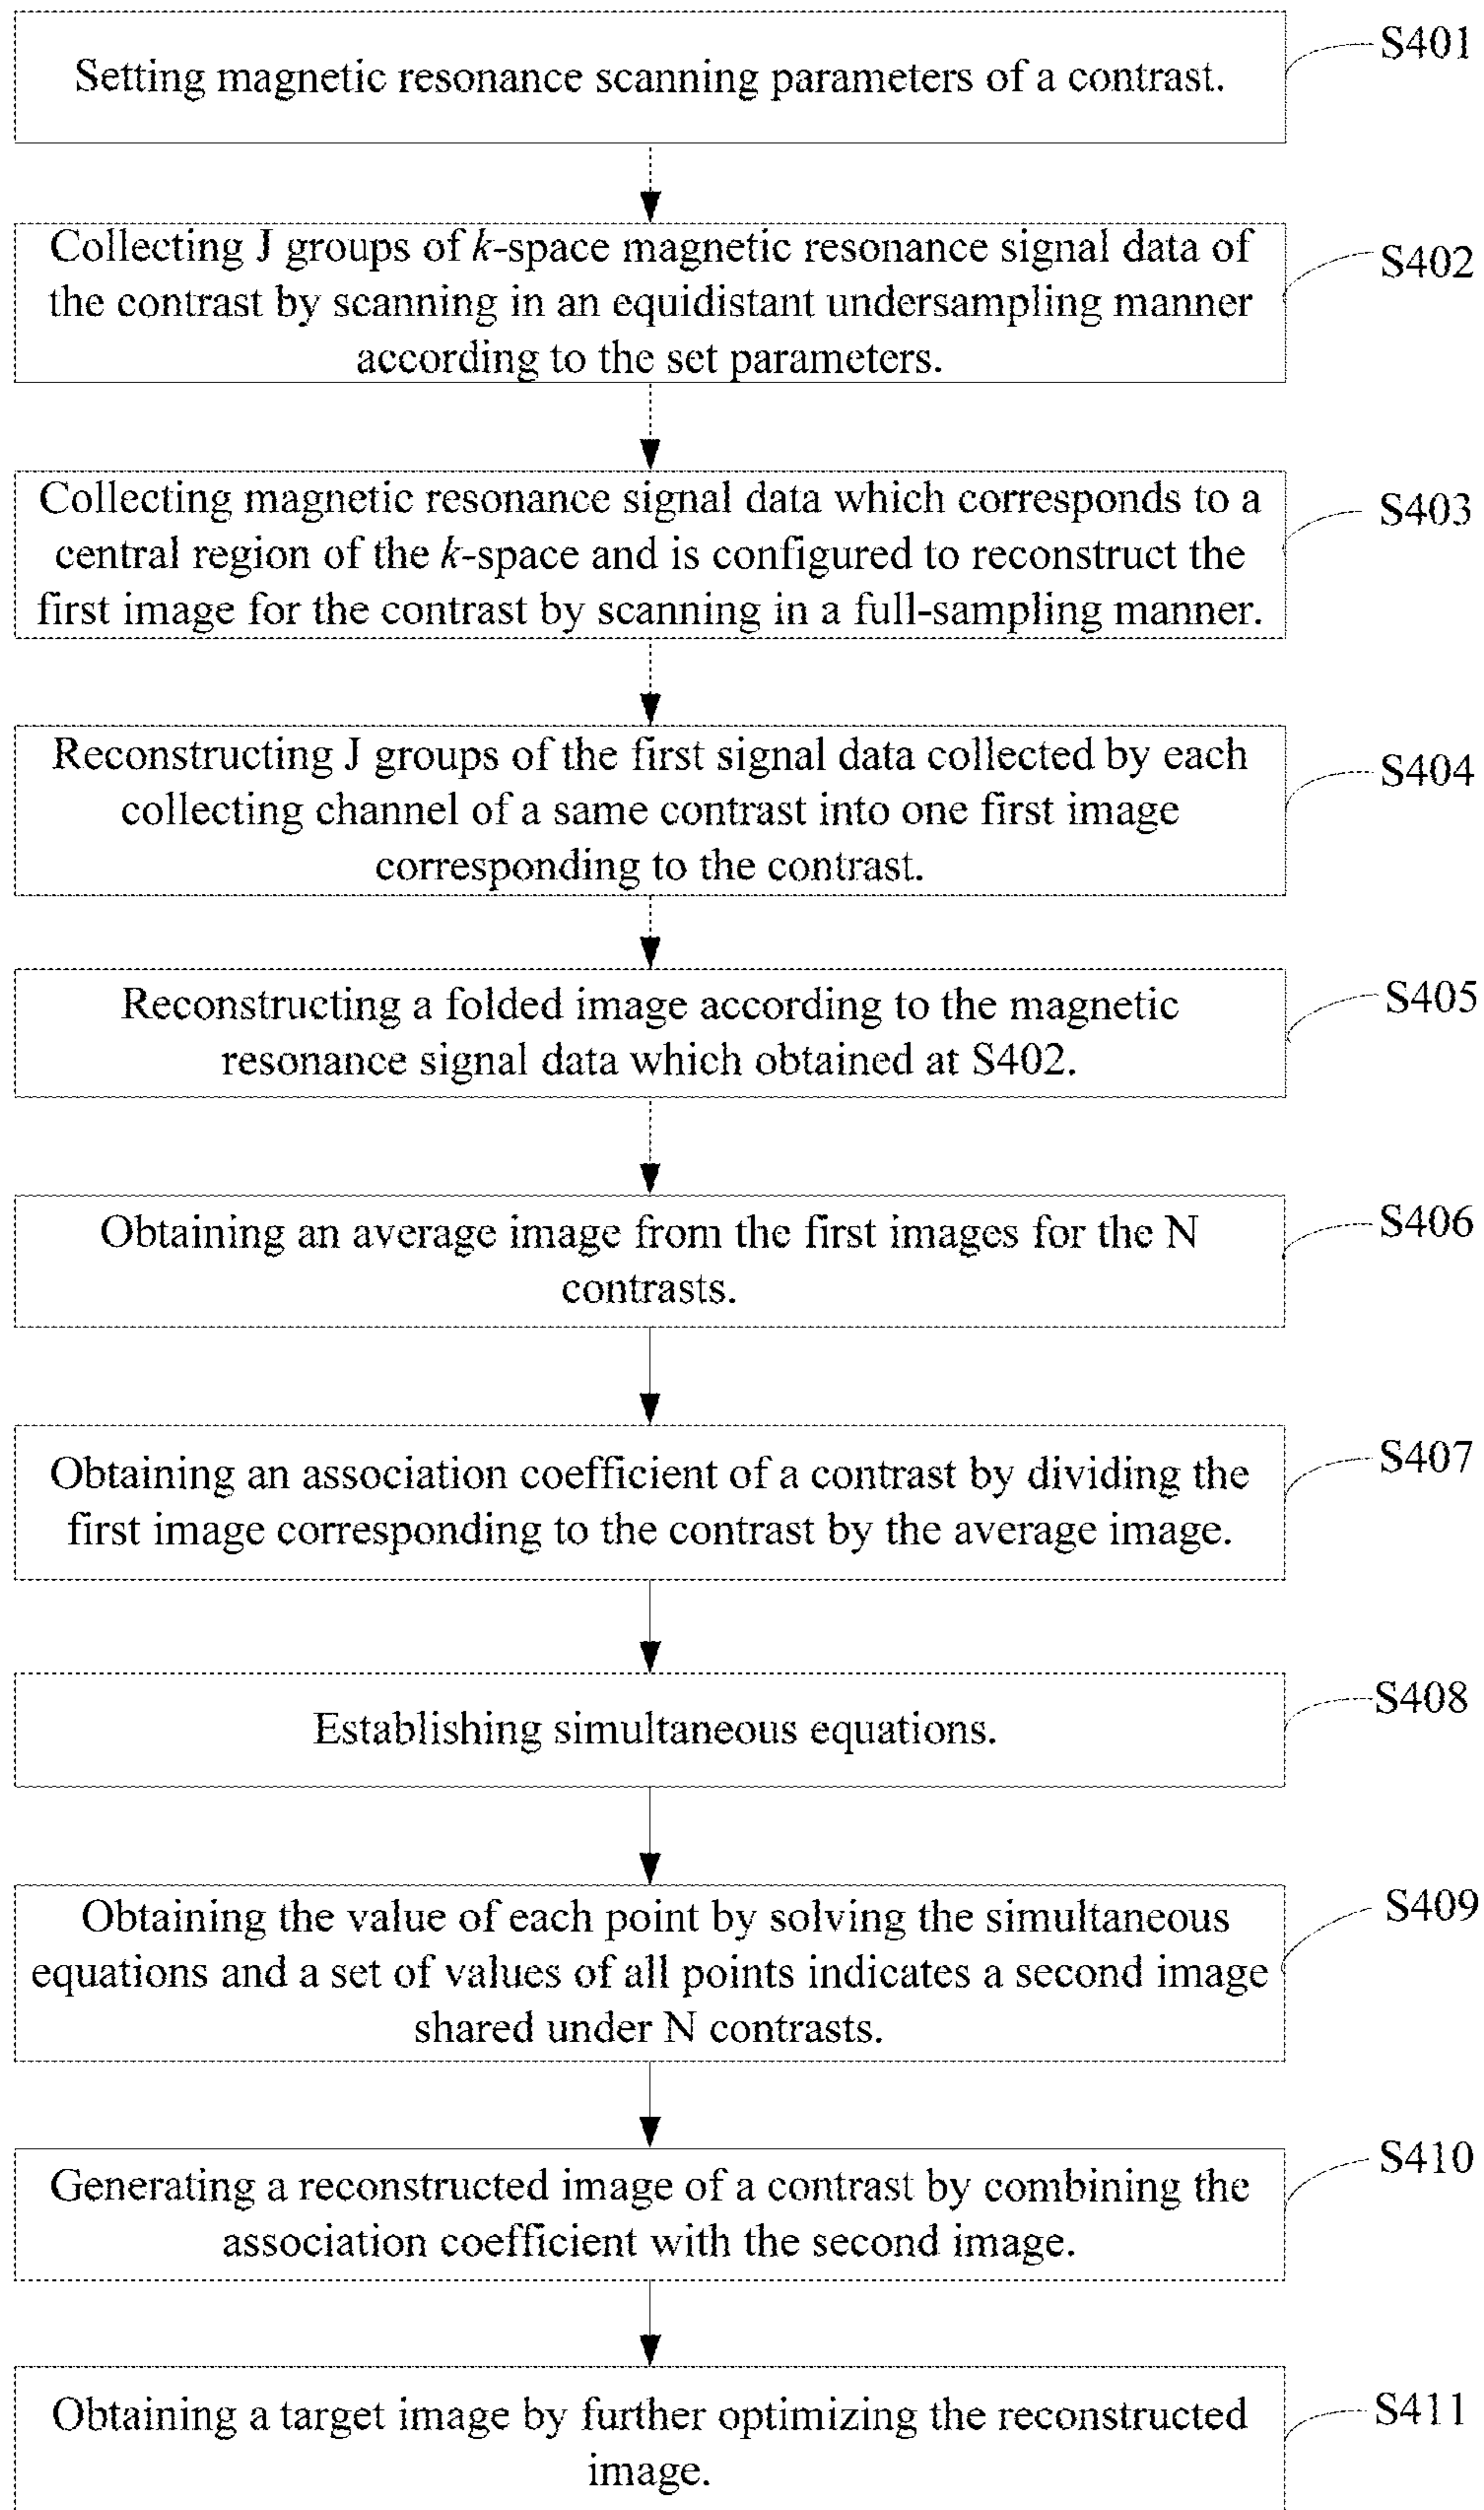 Setting magnetic resonance scanning parameters of a contrast.
S401
Collecting J groups of k-space magnetic resonance signal data of
the contrast by scanning in an equidistant undersampling manner
according to the set parameters.
S402
Collecting magnetic resonance signal data which corresponds to a
central region of the k-space and is configured to reconstruct the
first image for the contrast by scanning in a full-sampling manner.
S403
Reconstructing J groups of the first signal data collected by each
collecting channel of a same contrast into one first image
corresponding to the contrast.
S404
Reconstructing a folded image according to the magnetic
resonance signal data which obtained at S402.
S405
Obtaining an average image from the first images for the N
contrasts.
S406
Obtaining an association coefficient of a contrast by dividing the
first image corresponding to the contrast by the average image.
S407
Establishing simultaneous equations.
S408
Obtaining the value of each point by solving the simultaneous
equations and a set of values of all points indicates a second image
shared under N contrasts.
S409
Generating a reconstructed image of a contrast by combining the
association coefficient with the second image.
S410
Obtaining a target image by further optimizing the reconstructed
image.
S411